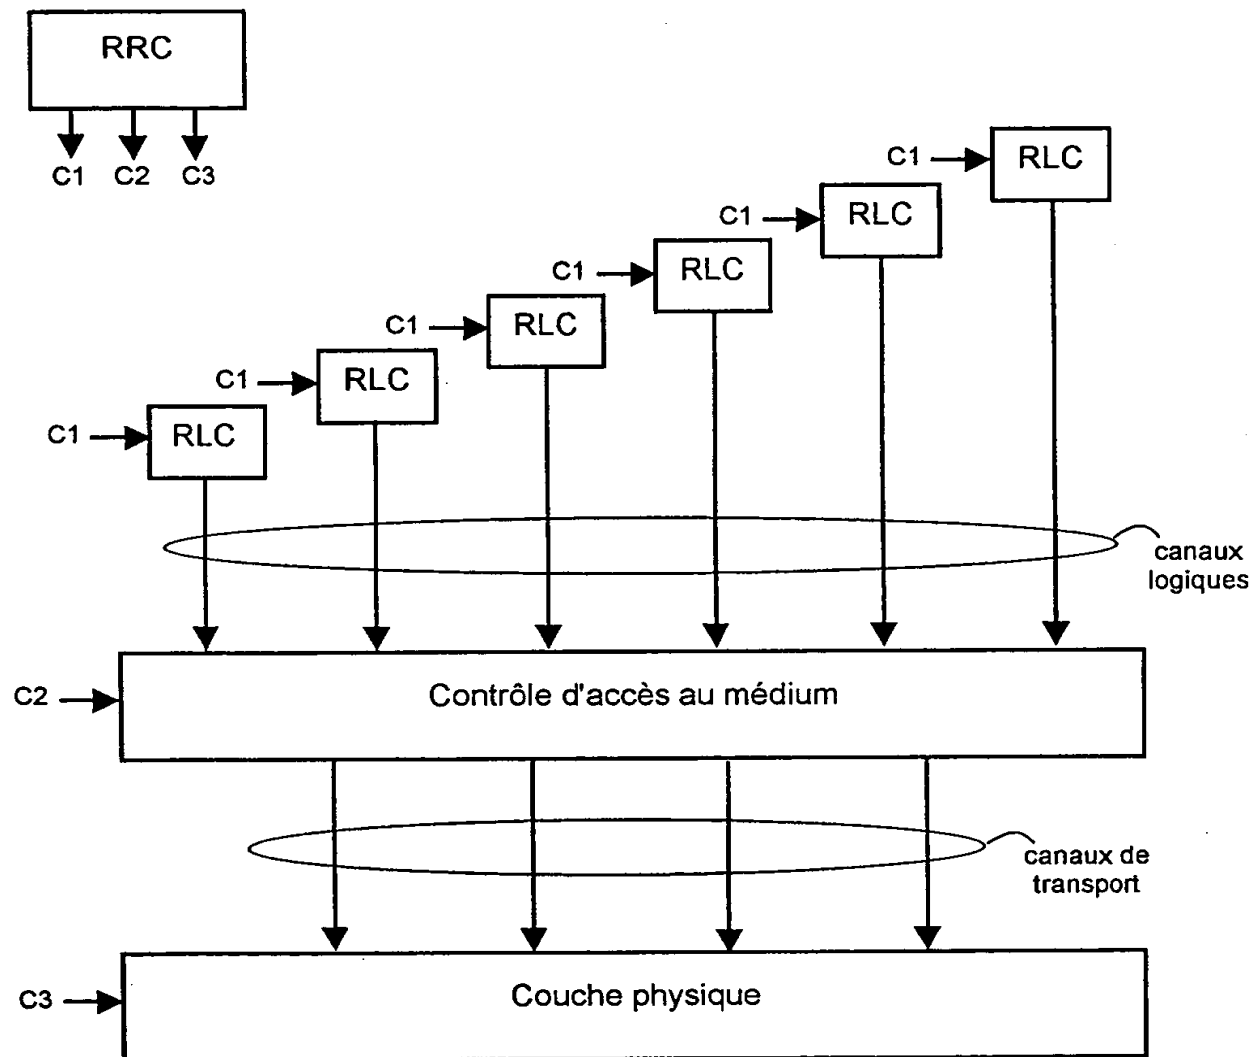 RRC
C1 C2 C3
C1 RLC
C1 RLC
C1 RLC
C1 RLC
C1 RLC
C1 RLC
canaux
logiques
C2 Contrôle d'accès au médium
canaux de
transport
C3 Couche physique